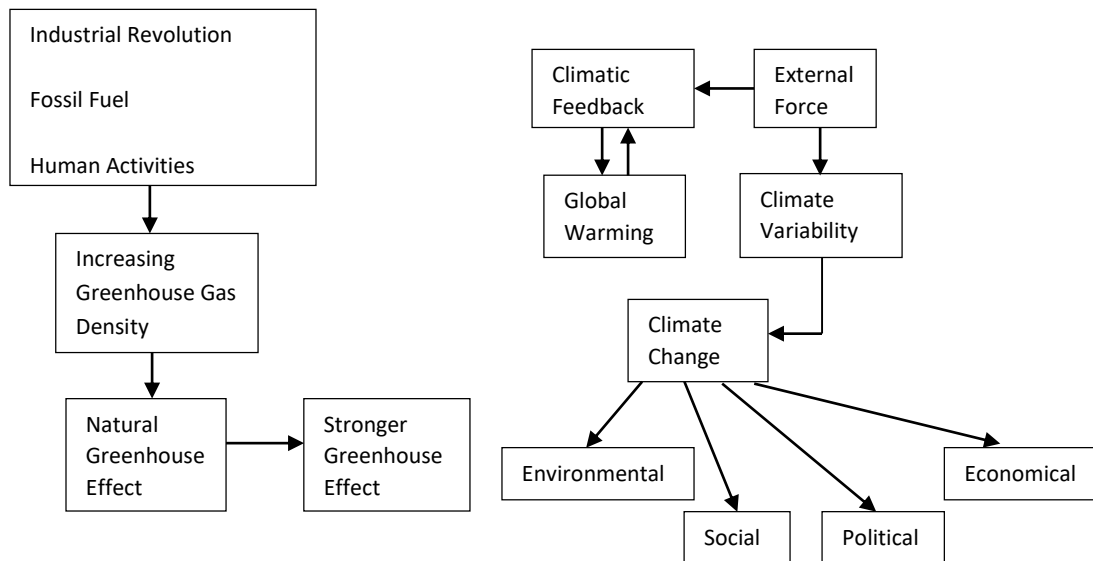 Industrial Revolution
Fossil Fuel
Human Activities
Increasing
Greenhouse Gas
Density
Natural
Greenhouse
Effect
Stronger
Greenhouse
Effect
Climatic
Feedback
External
Force
Global
Warming
Climate
Variability
Climate
Change
Environmental
Economical
Social
Political